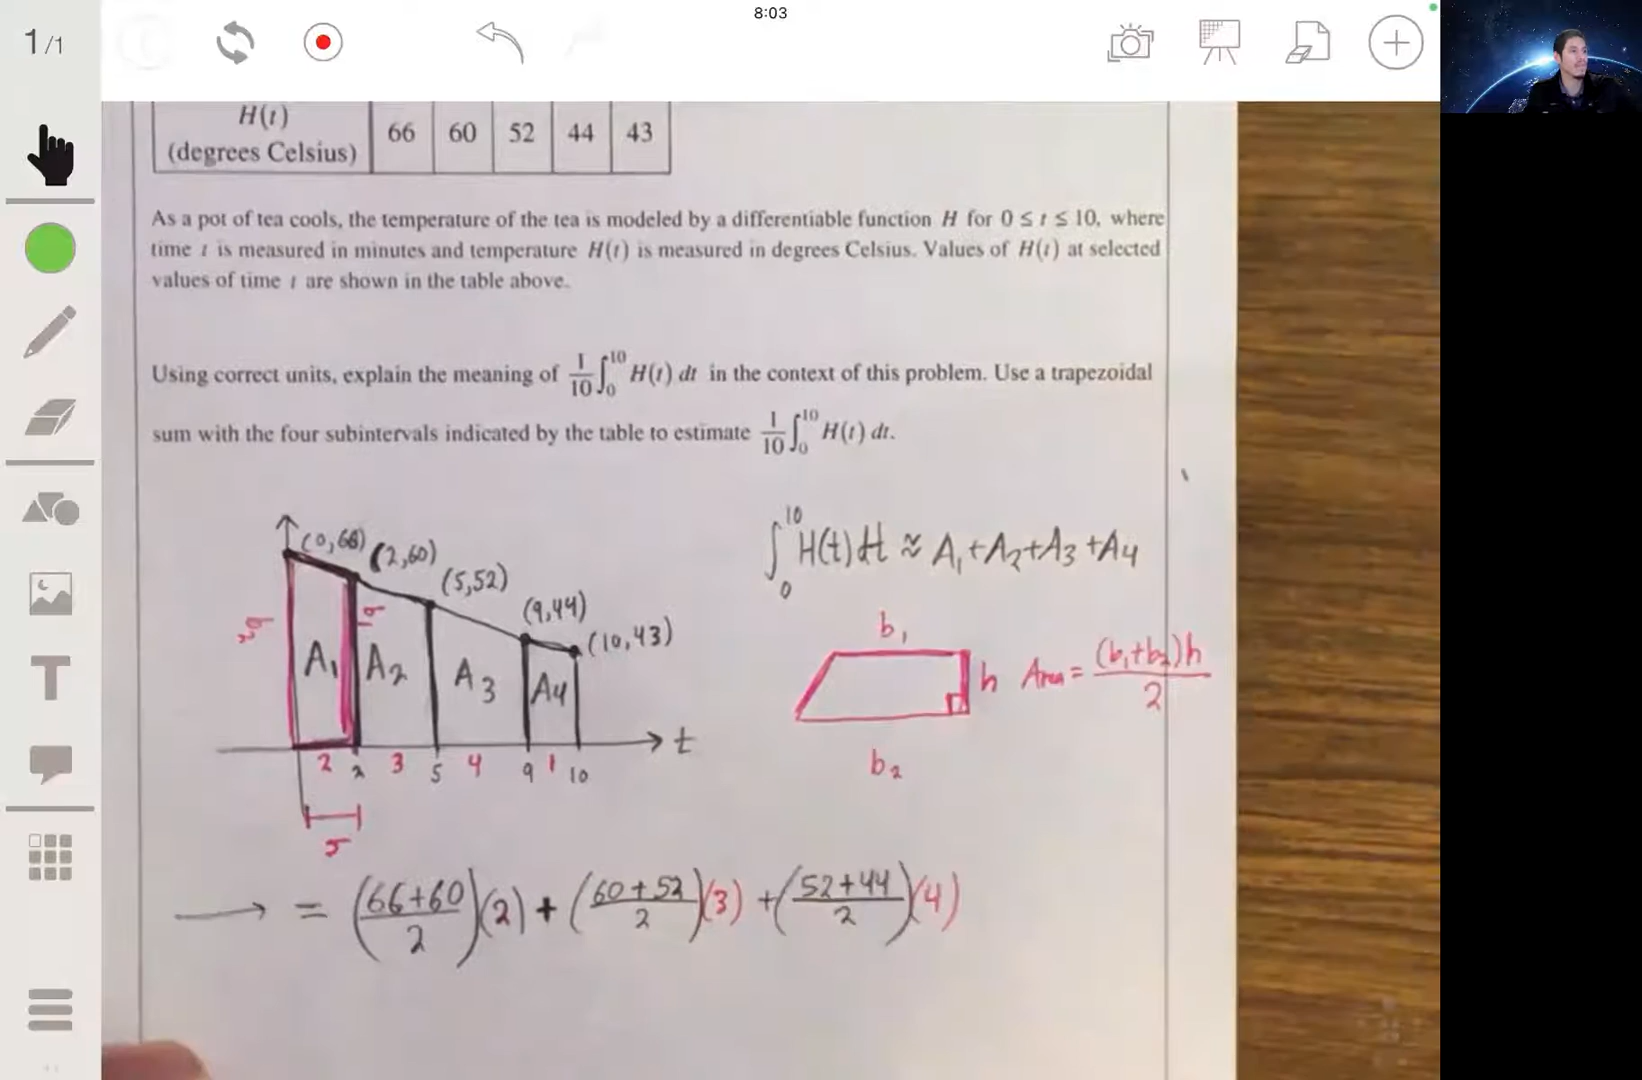 8:03
1/1
H(t)
(degrees Celsius) 66 60 52 44 43
As a pot of tea cools, the temperature of the tea is modeled by a differentiable function H for 0 ≤ t ≤ 10, where
time t is measured in minutes and temperature H(t) is measured in degrees Celsius. Values of H(t) at selected
values of time t are shown in the table above.
Using correct units, explain the meaning of 1/10 ∫₀¹⁰ H(t) dt in the context of this problem. Use a trapezoidal
sum with the four subintervals indicated by the table to estimate 1/10 ∫₀¹⁰ H(t) dt.
(0,66) (2,60) (5,52) (9,44) (10,43)
A₁ A₂ A₃ A₄
t
2 2 3 5 4 9 1 10
∫₀¹⁰ H(t)dt ≈ A₁+A₂+A₃+A₄
b₁
h Area = (b₁+b₂)h / 2
b₂
→ = (66+60 / 2)(2) + (60+52 / 2)(3) + (52+44 / 2)(4)
T